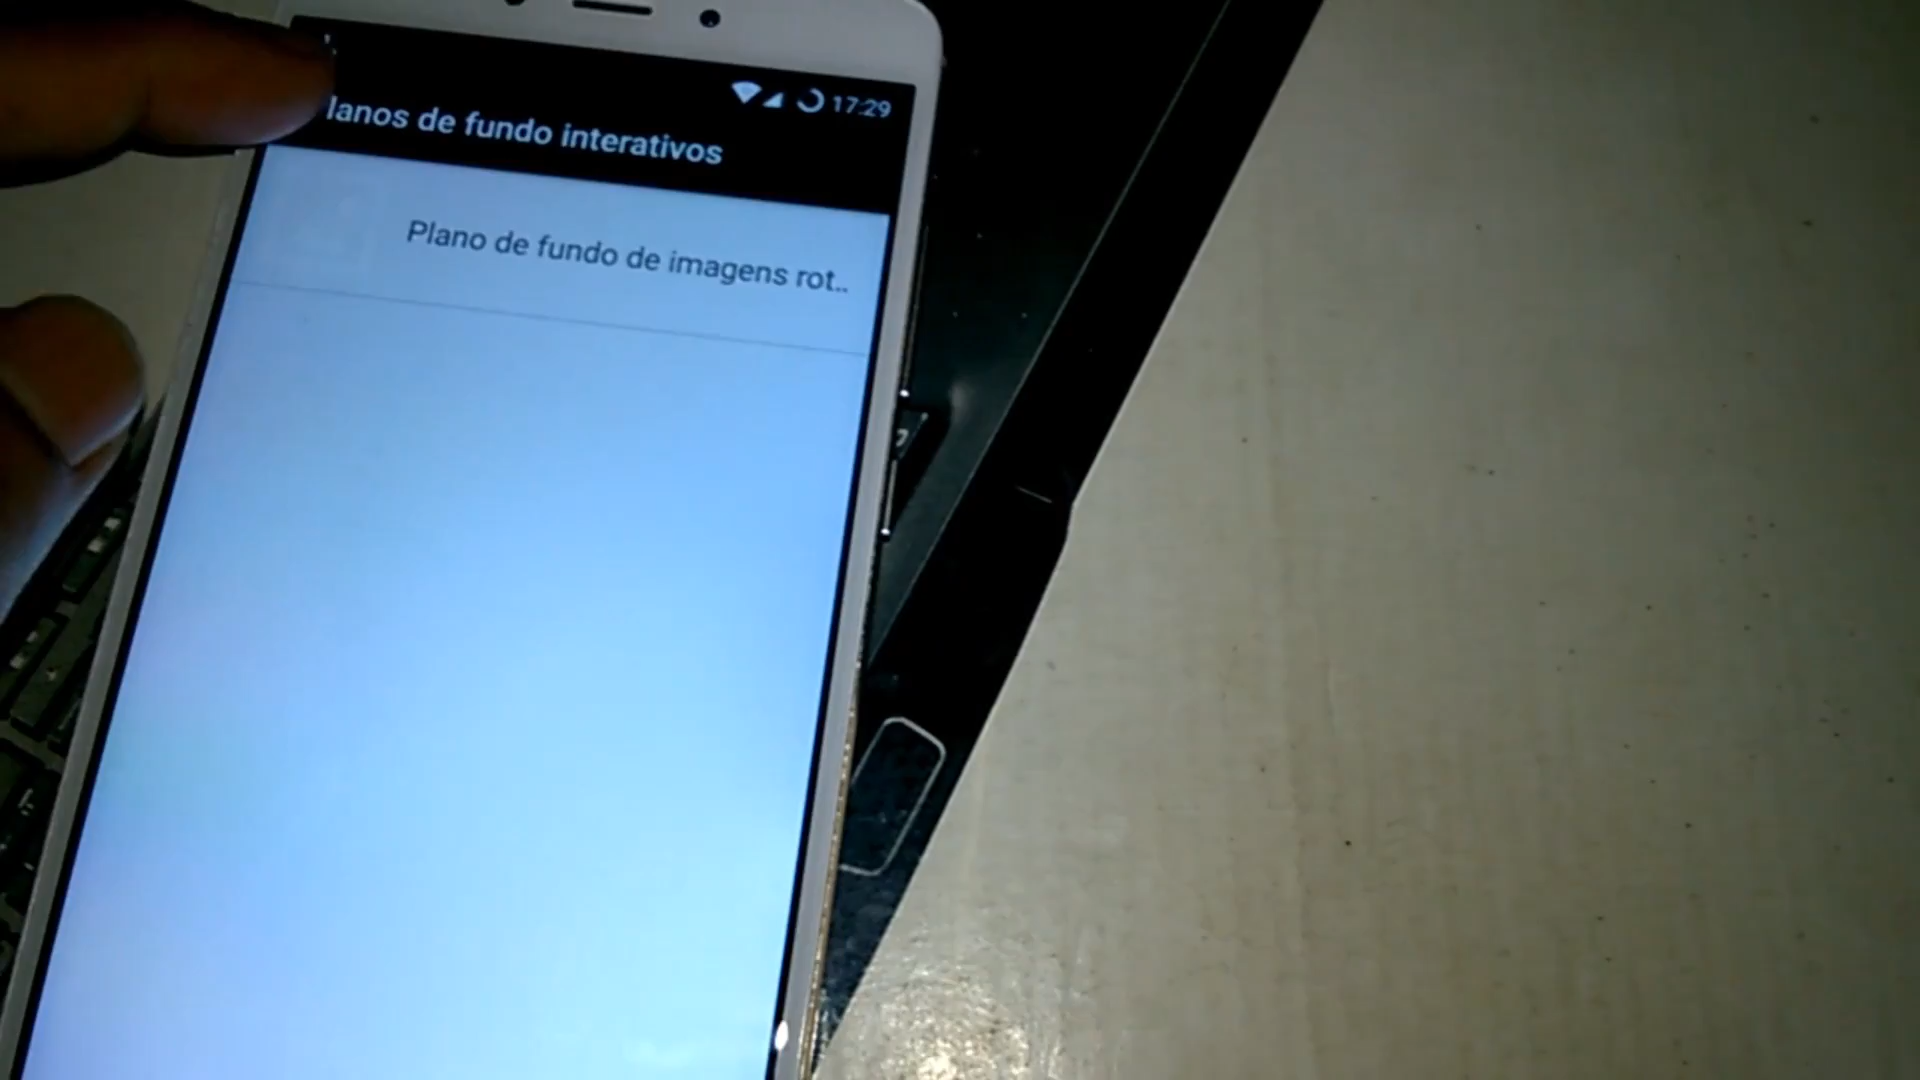 17:29
lanos de fundo interativos
Plano de fundo de imagens rot..